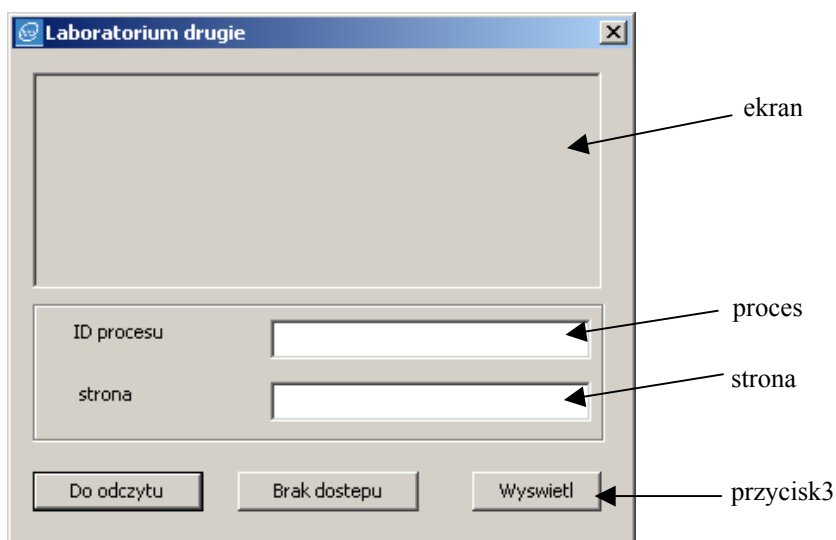 Laboratorium drugie
ekran
ID procesu
proces
strona
strona
Do odczytu
Brak dostepu
Wyswietl
przycisk3